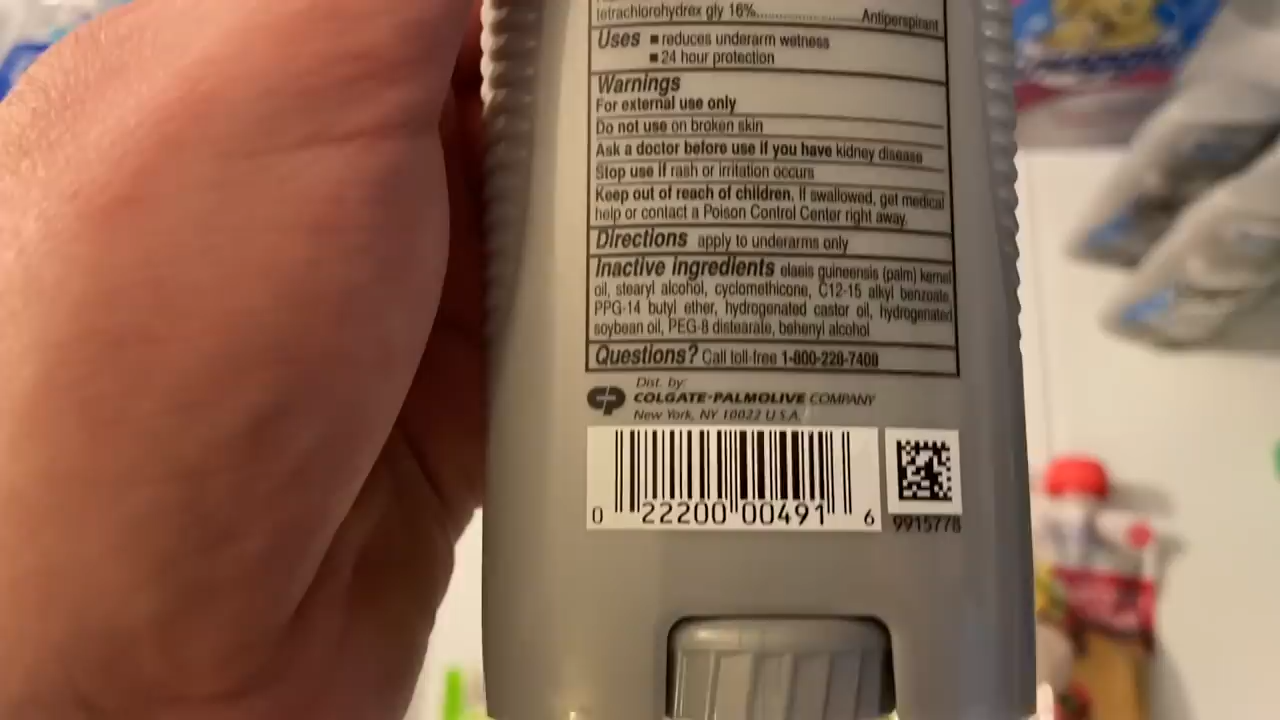 tetrachlorohydrex gly 16%..................Antiperspirant
Uses ■ reduces underarm wetness
■ 24 hour protection
Warnings
For external use only
Do not use on broken skin
Ask a doctor before use if you have kidney disease
Stop use if rash or irritation occurs
Keep out of reach of children. If swallowed, get medical
help or contact a Poison Control Center right away.
Directions apply to underarms only
Inactive ingredients elaeis guineensis (palm) kernel
oil, stearyl alcohol, cyclomethicone, C12-15 alkyl benzoate,
PPG-14 butyl ether, hydrogenated castor oil, hydrogenated
soybean oil, PEG-8 distearate, behenyl alcohol
Questions? Call toll-free 1-800-228-7408
Dist. by:
COLGATE-PALMOLIVE COMPANY
New York, NY 10022 U.S.A.
0 22200 00491 6
9915778